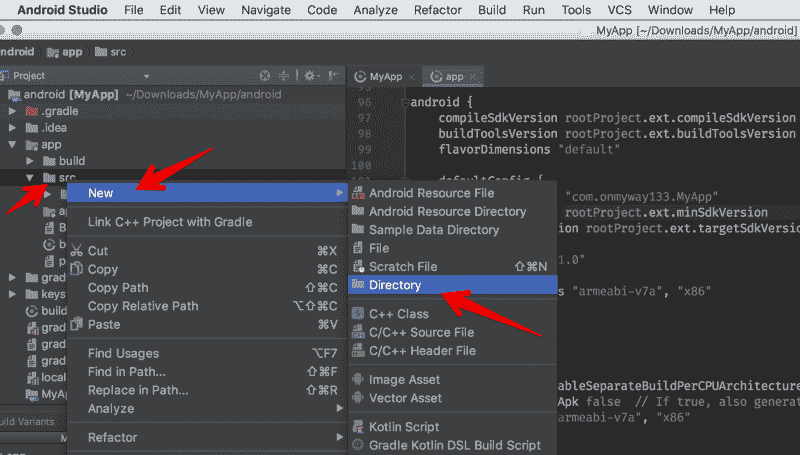 Android Studio File Edit View Navigate Code Analyze Refactor Build Run Tools VCS Window Help
MyApp [~/Downloads/MyApp/android]
android app src
Project
MyApp app
android [MyApp] ~/Downloads/MyApp/android
.gradle
.idea
app
build
src
96 android {
97 compileSdkVersion rootProject.ext.compileSdkVersion
98 buildToolsVersion rootProject.ext.buildToolsVersion
99 flavorDimensions "default"
100
defaultConfig {
"com.onmyway133.MyApp"
rootProject.ext.minSdkVersion
rootProject.ext.targetSdkVersion
1.0"
"armeabi-v7a", "x86"
ableSeparateBuildPerCPUArchitecture
Apk false // If true, also generat
"armeabi-v7a", "x86"
New
Link C++ Project with Gradle
Cut ⌘X
Copy ⌘C
Copy Path ⇧⌘C
Copy Relative Path ⌥⇧⌘C
Paste ⌘V
Find Usages ⌥F7
Find in Path... ⇧⌘F
Replace in Path... ⇧⌘R
Analyze
Refactor
Android Resource File
Android Resource Directory
Sample Data Directory
File
Scratch File ⇧⌘N
Directory
C++ Class
C/C++ Source File
C/C++ Header File
Image Asset
Vector Asset
Kotlin Script
Gradle Kotlin DSL Build Script
ap
B
b
p
grad
keys
build
grad
grad
grad
local
MyAp
Build Variants